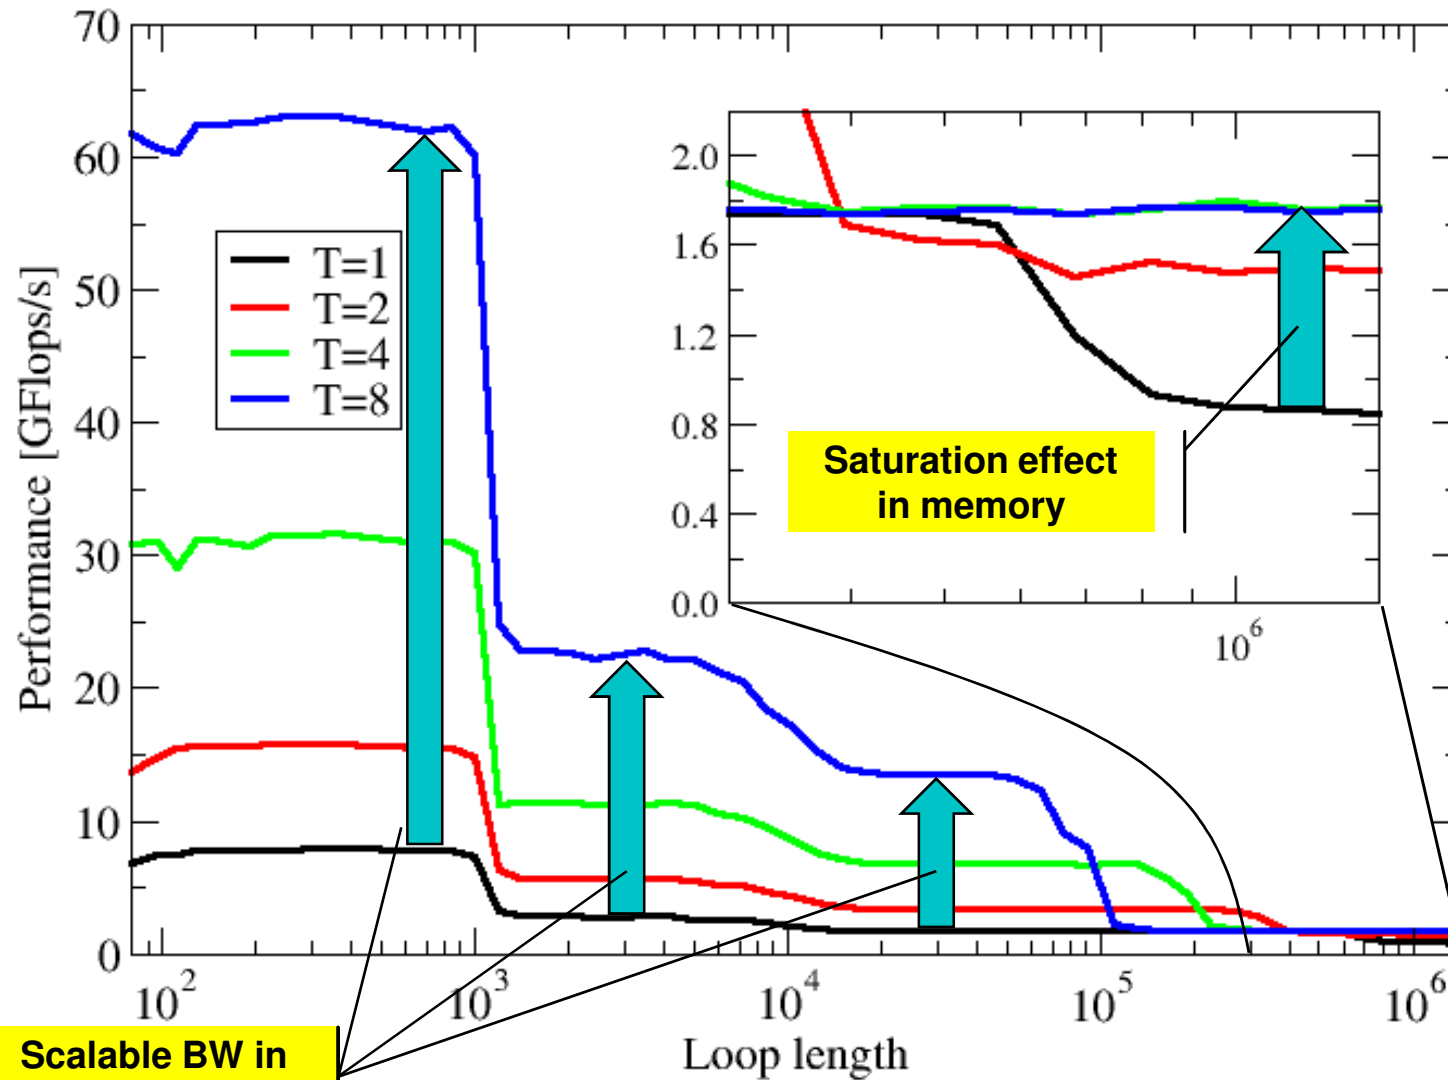 70
60
50
40
30
20
10
0
Performance [GFlops/s]
T=1
T=2
T=4
T=8
2.0
1.6
1.2
0.8
0.4
0.0
10^6
Saturation effect
in memory
10^2
10^3
10^4
10^5
10^6
Scalable BW in
Loop length